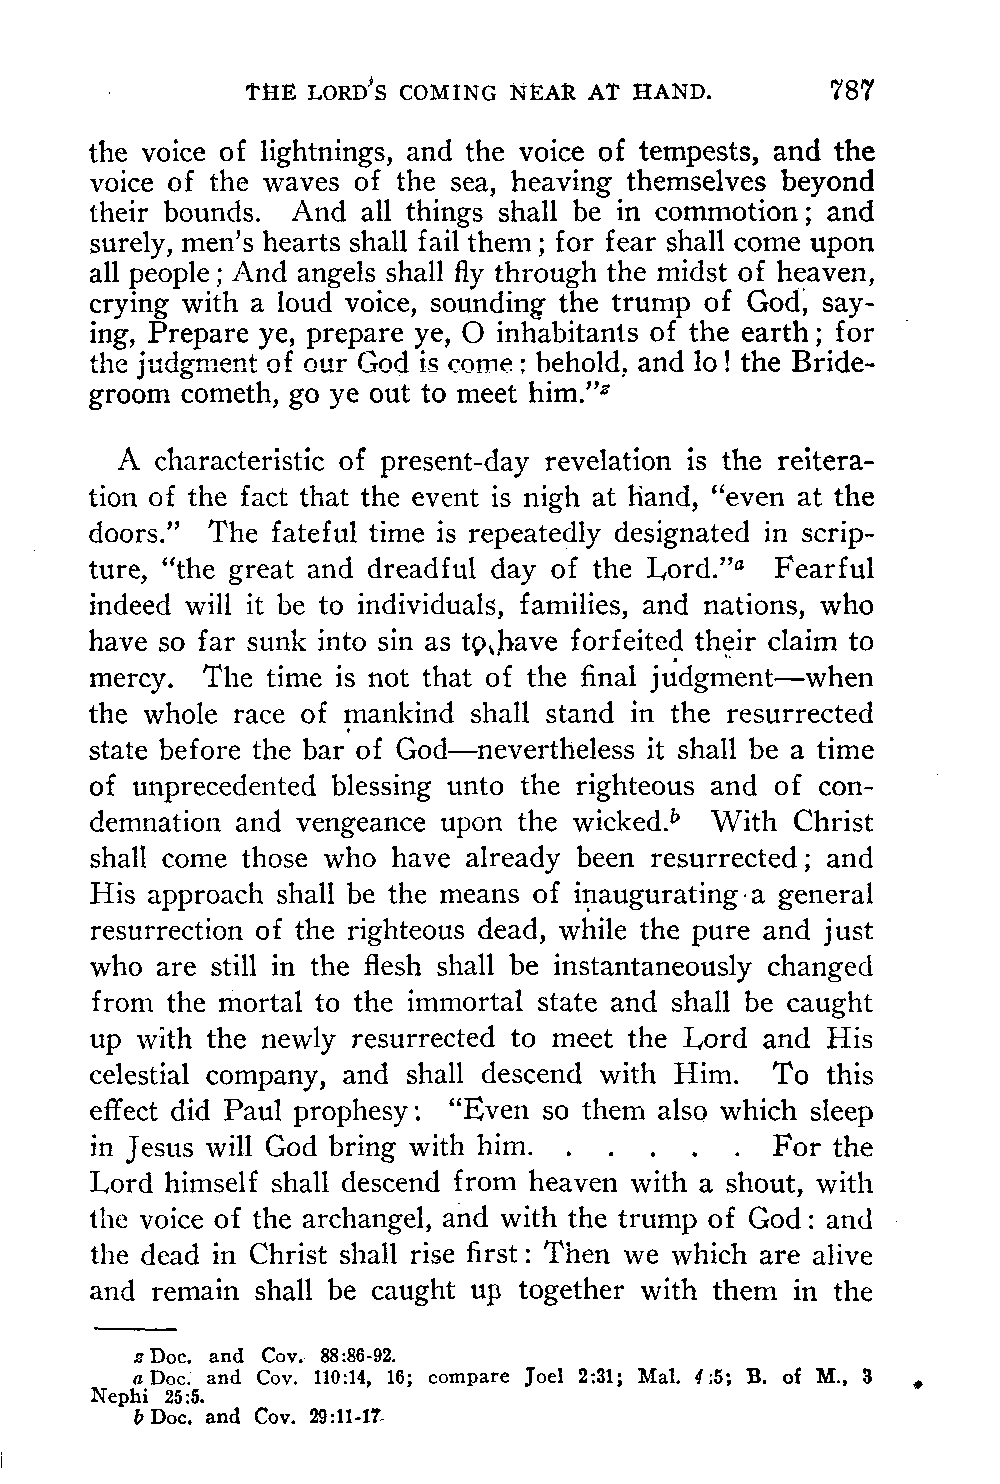 THE LORD'S COMING NEAR AT HAND. 787
the voice of lightnings, and the voice of tempests, and the
voice of the waves of the sea, heaving themselves beyond
their bounds. And all things shall be in commotion; and
surely, men's hearts shall fail them; for fear shall come upon
all people; And angels shall fly through the midst of heaven,
crying with a loud voice, sounding the trump of God, say-
ing, Prepare ye, prepare ye, O inhabitants of the earth; for
the judgment of our God is come: behold, and lo! the Bride-
groom cometh, go ye out to meet him."z
A characteristic of present-day revelation is the reitera-
tion of the fact that the event is nigh at hand, "even at the
doors." The fateful time is repeatedly designated in scrip-
ture, "the great and dreadful day of the Lord."a Fearful
indeed will it be to individuals, families, and nations, who
have so far sunk into sin as to have forfeited their claim to
mercy. The time is not that of the final judgment—when
the whole race of mankind shall stand in the resurrected
state before the bar of God—nevertheless it shall be a time
of unprecedented blessing unto the righteous and of con-
demnation and vengeance upon the wicked.b With Christ
shall come those who have already been resurrected; and
His approach shall be the means of inaugurating a general
resurrection of the righteous dead, while the pure and just
who are still in the flesh shall be instantaneously changed
from the mortal to the immortal state and shall be caught
up with the newly resurrected to meet the Lord and His
celestial company, and shall descend with Him. To this
effect did Paul prophesy: "Even so them also which sleep
in Jesus will God bring with him. . . . . . For the
Lord himself shall descend from heaven with a shout, with
the voice of the archangel, and with the trump of God: and
the dead in Christ shall rise first: Then we which are alive
and remain shall be caught up together with them in the
z Doc. and Cov. 88:86-92.
a Doc. and Cov. 110:14, 16; compare Joel 2:31; Mal. 4:5; B. of M., 3
Nephi 25:5.
b Doc. and Cov. 29:11-17.